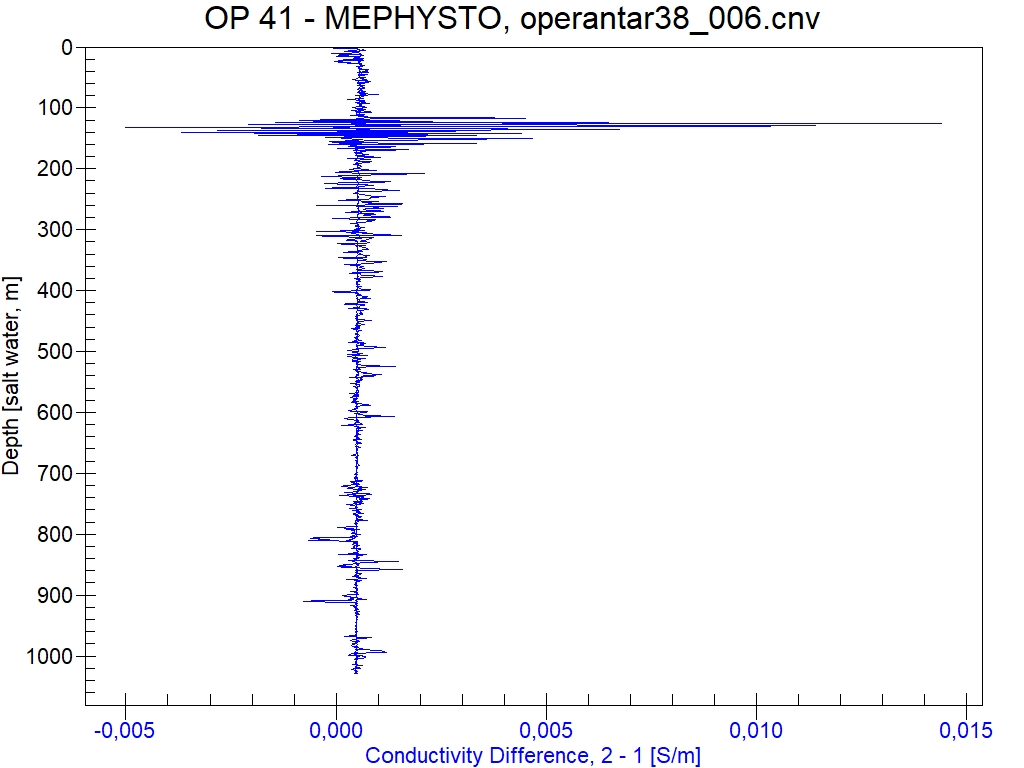 OP 41 - MEPHYSTO, operantar38_006.cnv
0
100
200
300
400
500
600
700
800
900
1000
Depth [salt water, m]
-0,005 0,000 0,005 0,010 0,015
Conductivity Difference, 2 - 1 [S/m]